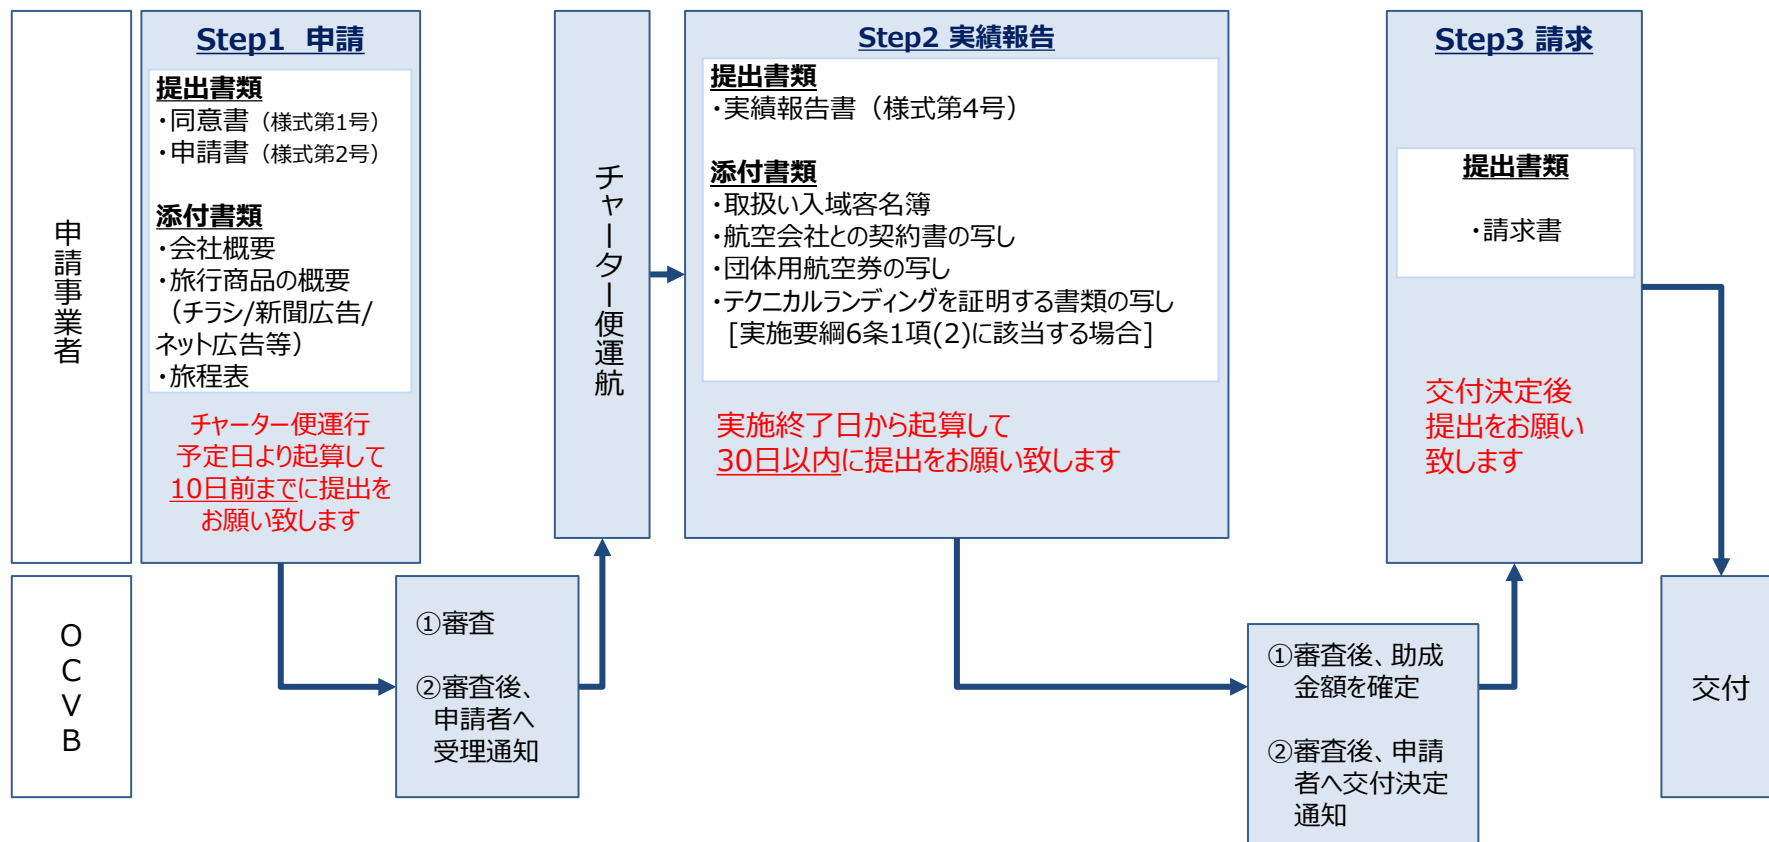 申請事業者
Step1 申請
提出書類
・同意書（様式第1号）
・申請書（様式第2号）
添付書類
・会社概要
・旅行商品の概要
（チラシ/新聞広告/
ネット広告等）
・旅程表
チャーター便運行
予定日より起算して
10日前までに提出を
お願い致します
チャーター便運航
Step2 実績報告
提出書類
・実績報告書（様式第4号）
添付書類
・取扱い入域客名簿
・航空会社との契約書の写し
・団体用航空券の写し
・テクニカルランディングを証明する書類の写し
[実施要綱6条1項(2)に該当する場合]
実施終了日から起算して
30日以内に提出をお願い致します
Step3 請求
提出書類
・請求書
交付決定後
提出をお願い
致します
OCVB
①審査
②審査後、
申請者へ
受理通知
①審査後、助成
金額を確定
②審査後、申請
者へ交付決定
通知
交付